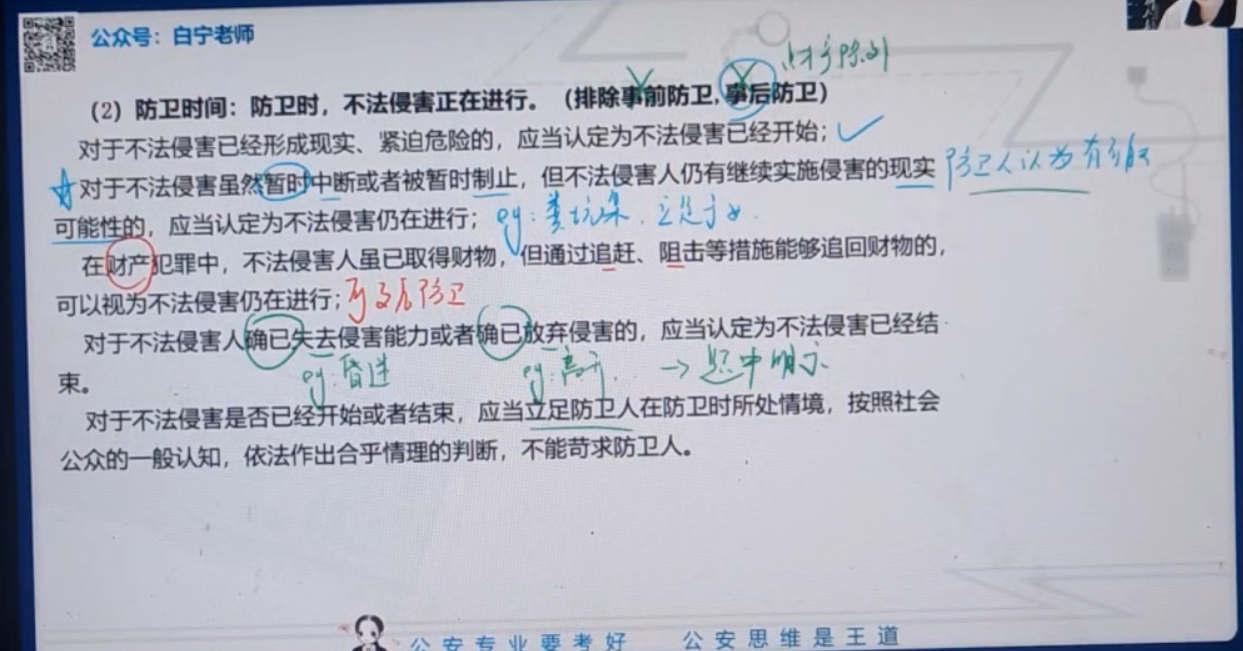 公众号：白宁老师
财产除外
（2）防卫时间：防卫时，不法侵害正在进行。（排除事前防卫，事后防卫）
对于不法侵害已经形成现实、紧迫危险的，应当认定为不法侵害已经开始；
对于不法侵害虽然暂时中断或者被暂时制止，但不法侵害人仍有继续实施侵害的现实 防卫人认为有
可能性的，应当认定为不法侵害仍在进行； eg：粪坑案
在财产犯罪中，不法侵害人虽已取得财物，但通过追赶、阻击等措施能够追回财物的，
可以视为不法侵害仍在进行； 可以后防卫
对于不法侵害人确已失去侵害能力或者确已放弃侵害的，应当认定为不法侵害已经结
eg：昏迷 eg：离开 → 题中明示
束。
对于不法侵害是否已经开始或者结束，应当立足防卫人在防卫时所处情境，按照社会
公众的一般认知，依法作出合乎情理的判断，不能苛求防卫人。
公安专业要考好 公安思维是王道